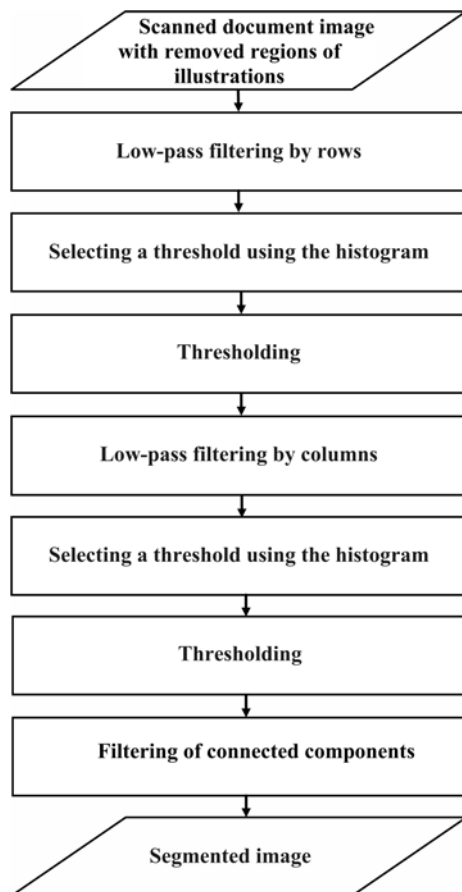 Scanned document image
with removed regions of
illustrations
Low-pass filtering by rows
Selecting a threshold using the histogram
Thresholding
Low-pass filtering by columns
Selecting a threshold using the histogram
Thresholding
Filtering of connected components
Segmented image